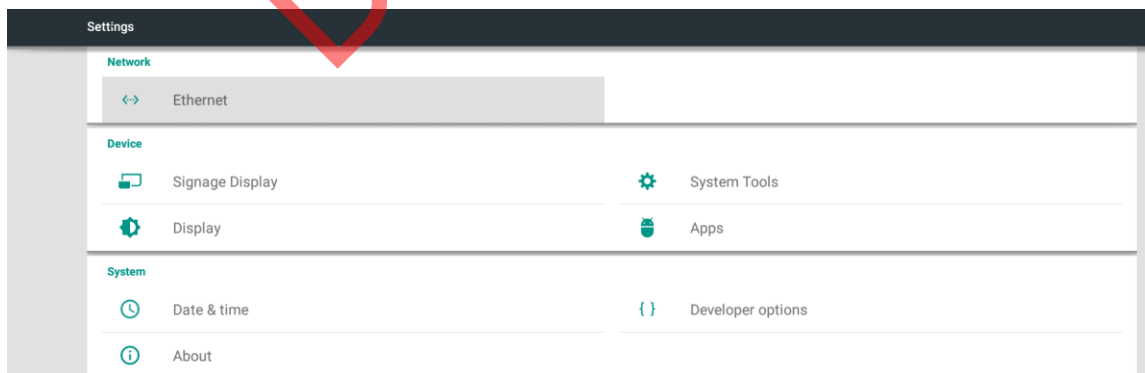 Settings
Network
Ethernet
Device
Signage Display
System Tools
Display
Apps
System
Date & time
{ } Developer options
About